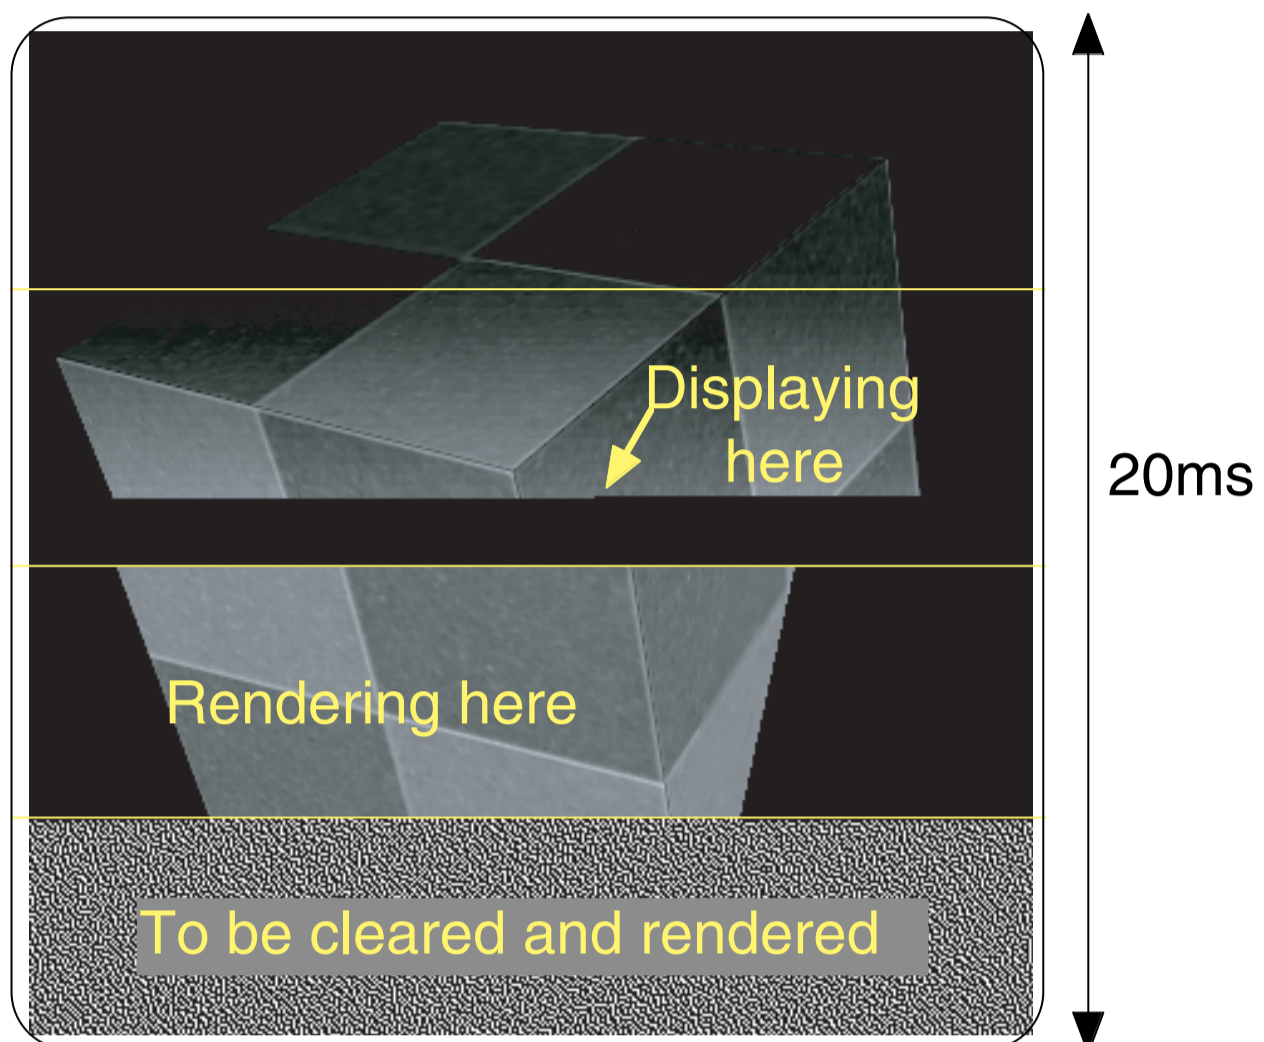 Displaying
here
20ms
Rendering here
To be cleared and rendered